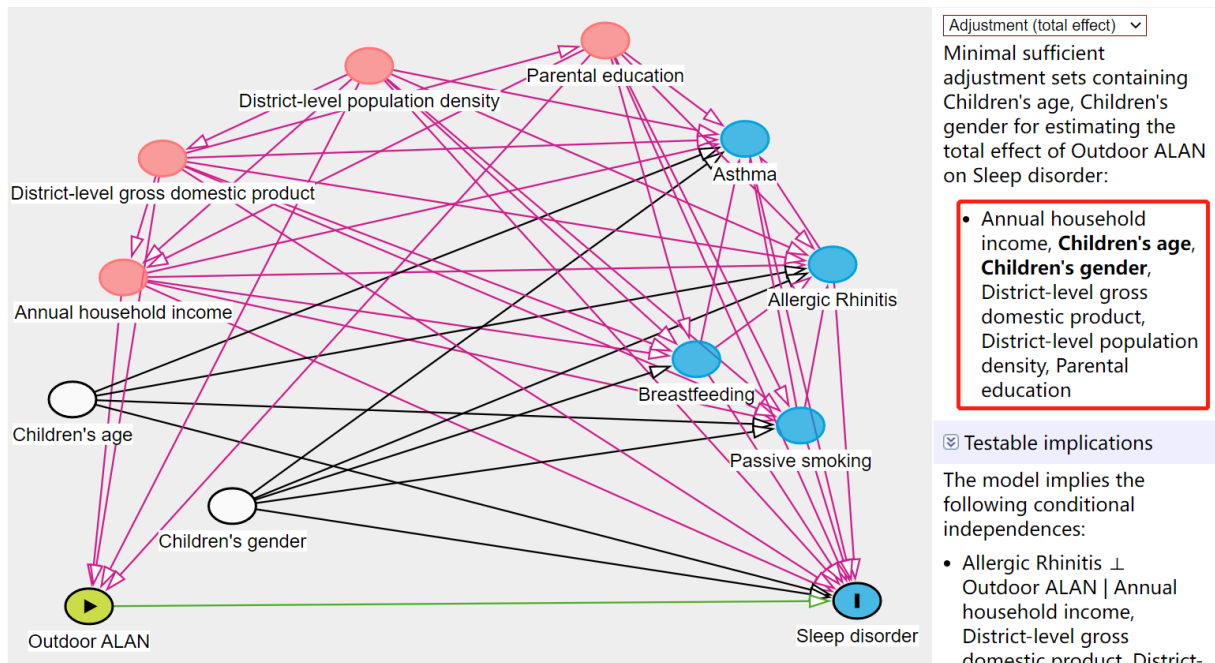 Parental education
District-level population density
Asthma
District-level gross domestic product
Allergic Rhinitis
Annual household income
Breastfeeding
Children's age
Passive smoking
Children's gender
Outdoor ALAN
Sleep disorder
Adjustment (total effect)
Minimal sufficient
adjustment sets containing
Children's age, Children's
gender for estimating the
total effect of Outdoor ALAN
on Sleep disorder:
• Annual household
income, Children's age,
Children's gender,
District-level gross
domestic product,
District-level population
density, Parental
education
Testable implications
The model implies the
following conditional
independences:
• Allergic Rhinitis ⊥
Outdoor ALAN | Annual
household income,
District-level gross
domestic product, District-